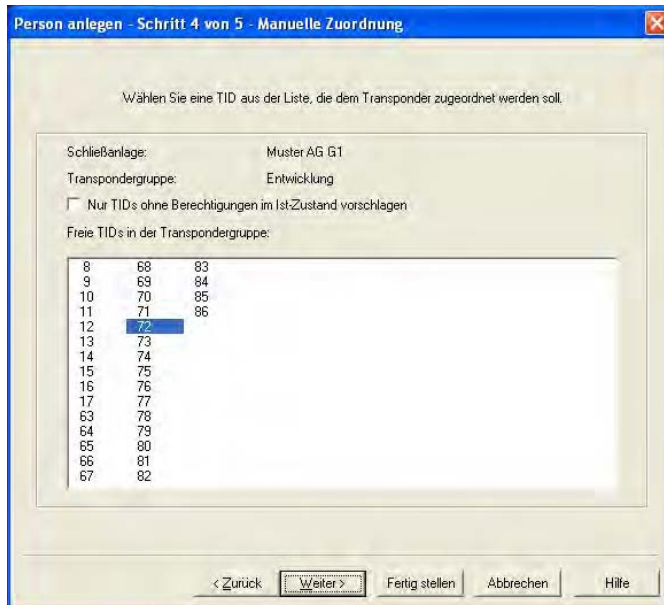 Person anlegen - Schritt 4 von 5 - Manuelle Zuordnung
Wählen Sie eine TID aus der Liste, die dem Transponder zugeordnet werden soll.
Schließanlage: Muster AG G1
Transpondergruppe: Entwicklung
Nur TIDs ohne Berechtigungen im Ist-Zustand vorschlagen
Freie TIDs in der Transpondergruppe:
8 68 83
9 69 84
10 70 85
11 71 86
12 72
13 73
14 74
15 75
16 76
17 77
63 78
64 79
65 80
66 81
67 82
< Zurück Weiter > Fertig stellen Abbrechen Hilfe